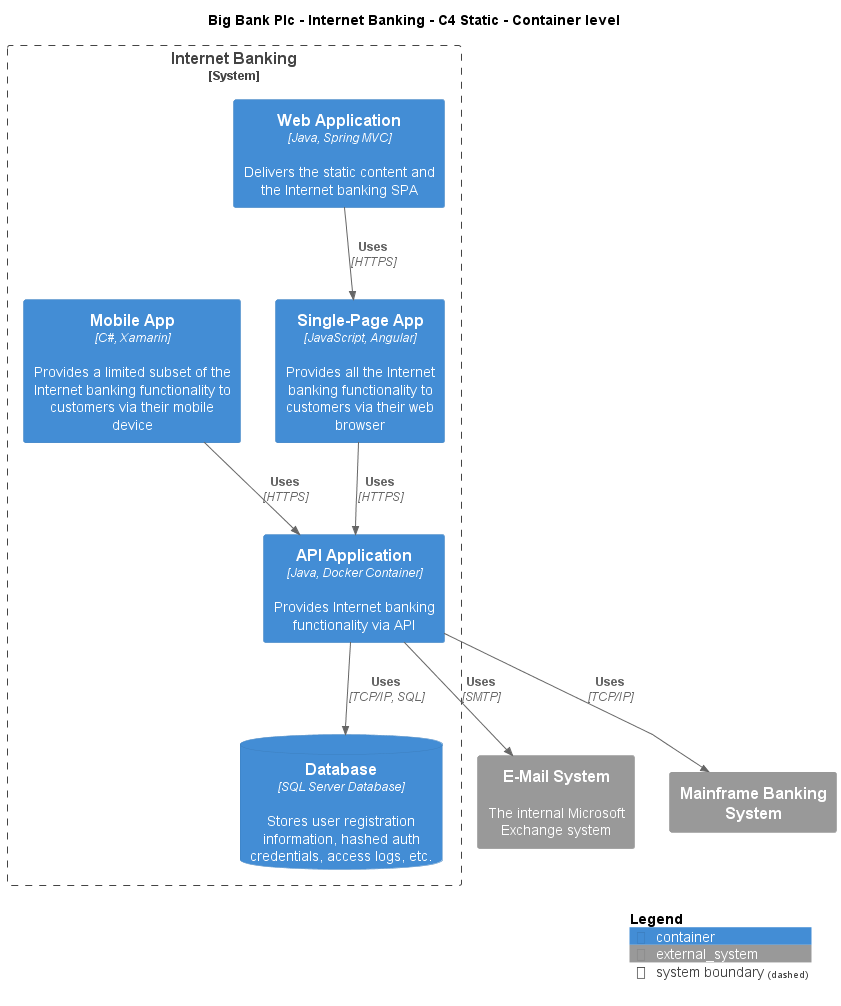 Big Bank Plc - Internet Banking - C4 Static - Container level
Internet Banking
[System]
Web Application
[Java, Spring MVC]
Delivers the static content and
the Internet banking SPA
Uses
[HTTPS]
Mobile App
[C#, Xamarin]
Provides a limited subset of the
Internet banking functionality to
customers via their mobile
device
Single-Page App
[JavaScript, Angular]
Provides all the Internet
banking functionality to
customers via their web
browser
Uses
[HTTPS]
Uses
[HTTPS]
API Application
[Java, Docker Container]
Provides Internet banking
functionality via API
Uses
[TCP/IP, SQL]
Uses
[SMTP]
Uses
[TCP/IP]
Database
[SQL Server Database]
Stores user registration
information, hashed auth
credentials, access logs, etc.
E-Mail System
The internal Microsoft
Exchange system
Mainframe Banking
System
Legend
container
external_system
system boundary (dashed)